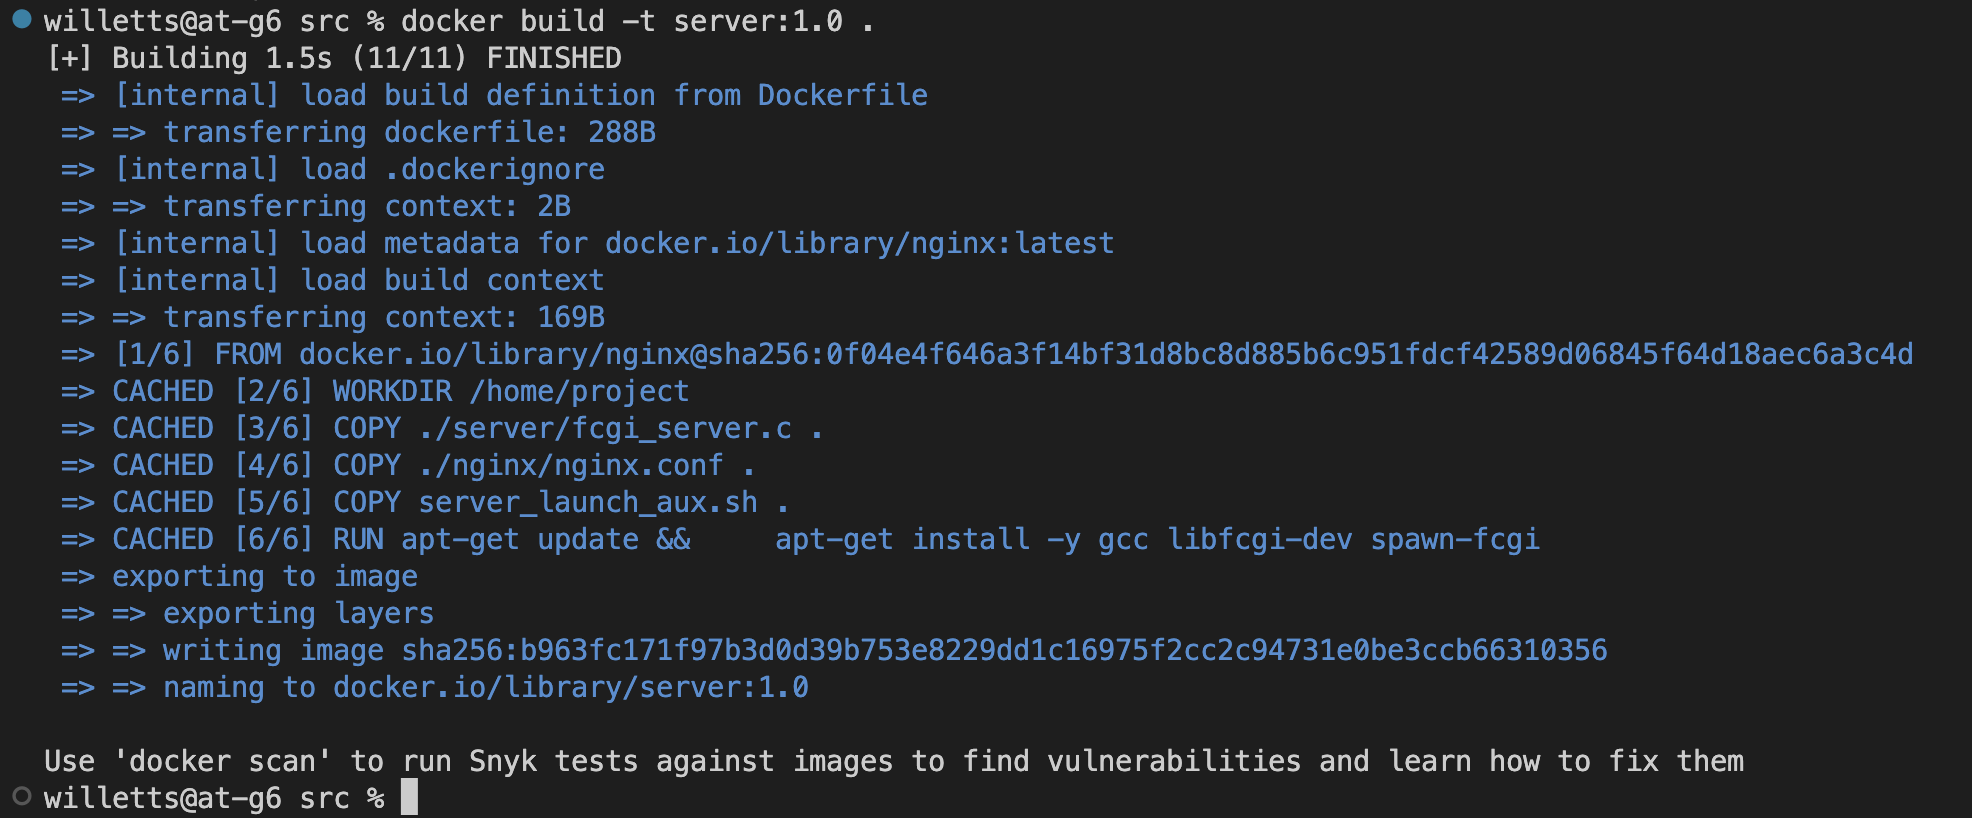 willetts@at-g6 src % docker build -t server:1.0 .
[+] Building 1.5s (11/11) FINISHED
=> [internal] load build definition from Dockerfile
=> => transferring dockerfile: 288B
=> [internal] load .dockerignore
=> => transferring context: 2B
=> [internal] load metadata for docker.io/library/nginx:latest
=> [internal] load build context
=> => transferring context: 169B
=> [1/6] FROM docker.io/library/nginx@sha256:0f04e4f646a3f14bf31d8bc8d885b6c951fdcf42589d06845f64d18aec6a3c4d
=> CACHED [2/6] WORKDIR /home/project
=> CACHED [3/6] COPY ./server/fcgi_server.c .
=> CACHED [4/6] COPY ./nginx/nginx.conf .
=> CACHED [5/6] COPY server_launch_aux.sh .
=> CACHED [6/6] RUN apt-get update &&     apt-get install -y gcc libfcgi-dev spawn-fcgi
=> exporting to image
=> => exporting layers
=> => writing image sha256:b963fc171f97b3d0d39b753e8229dd1c16975f2cc2c94731e0be3ccb66310356
=> => naming to docker.io/library/server:1.0
Use 'docker scan' to run Snyk tests against images to find vulnerabilities and learn how to fix them
willetts@at-g6 src %